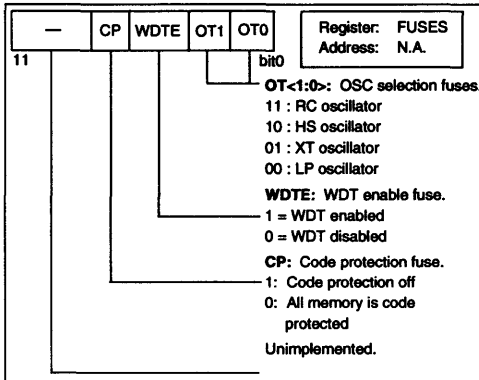 — CP WDTE OT1 OT0
Register: FUSES
Address: N.A.
11 bit0
OT<1:0>: OSC selection fuses.
11 : RC oscillator
10 : HS oscillator
01 : XT oscillator
00 : LP oscillator
WDTE: WDT enable fuse.
1 = WDT enabled
0 = WDT disabled
CP: Code protection fuse.
1: Code protection off
0: All memory is code
protected
Unimplemented.